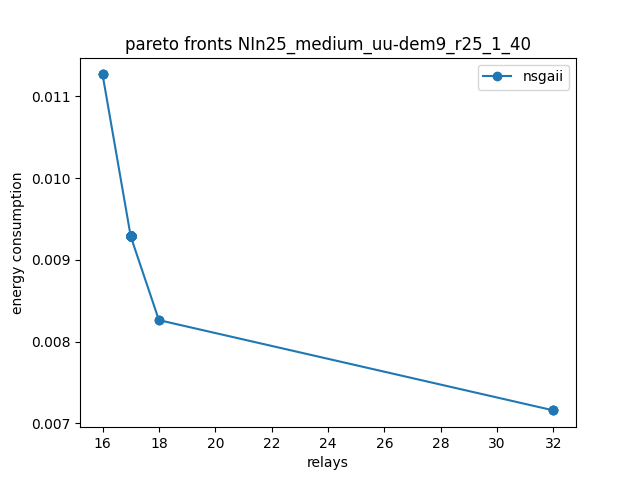 pareto fronts NIn25_medium_uu-dem9_r25_1_40
nsgaii
0.011
0.010
0.009
0.008
0.007
energy consumption
16 18 20 22 24 26 28 30 32
relays